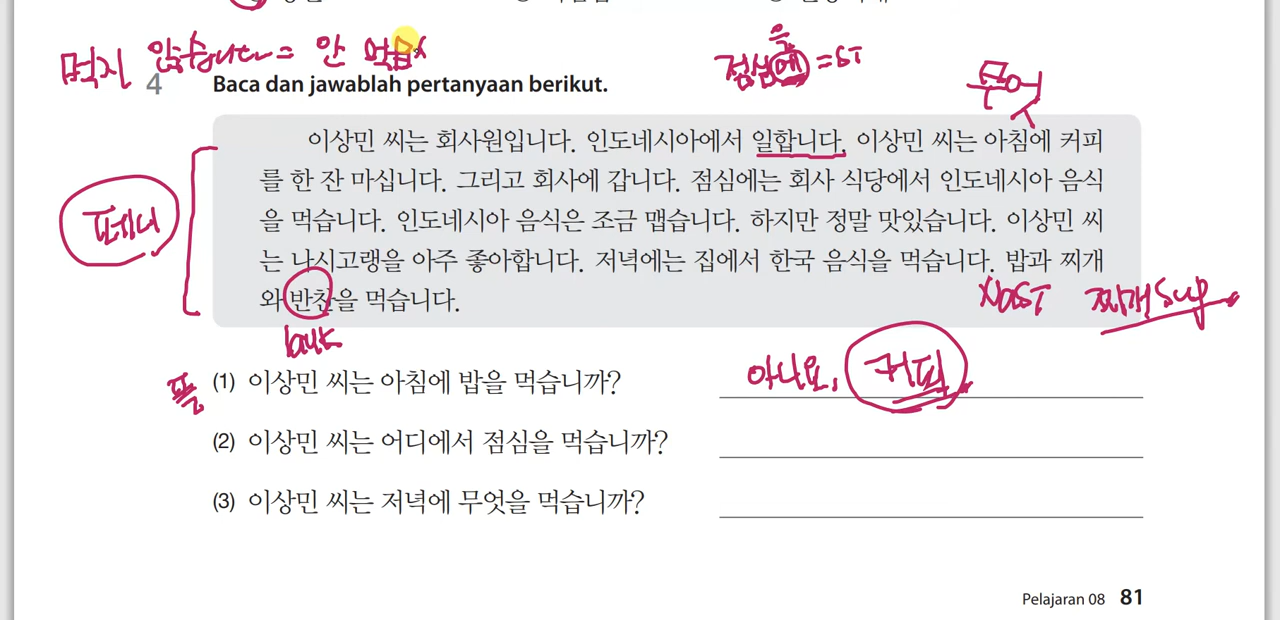 먹지 않습니다 = 안 먹습
점심에 = ST
4 Baca dan jawablah pertanyaan berikut.
이상민 씨는 회사원입니다. 인도네시아에서 일합니다. 이상민 씨는 아침에 커피
를 한 잔 마십니다. 그리고 회사에 갑니다. 점심에는 회사 식당에서 인도네시아 음식
을 먹습니다. 인도네시아 음식은 조금 맵습니다. 하지만 정말 맛있습니다. 이상민 씨
는 나시고랭을 아주 좋아합니다. 저녁에는 집에서 한국 음식을 먹습니다. 밥과 찌개
와 반찬을 먹습니다.
페니
찌개 Sup
lauk
(1) 이상민 씨는 아침에 밥을 먹습니까? 아니요, 커피
(2) 이상민 씨는 어디에서 점심을 먹습니까?
(3) 이상민 씨는 저녁에 무엇을 먹습니까?
Pelajaran 08 81